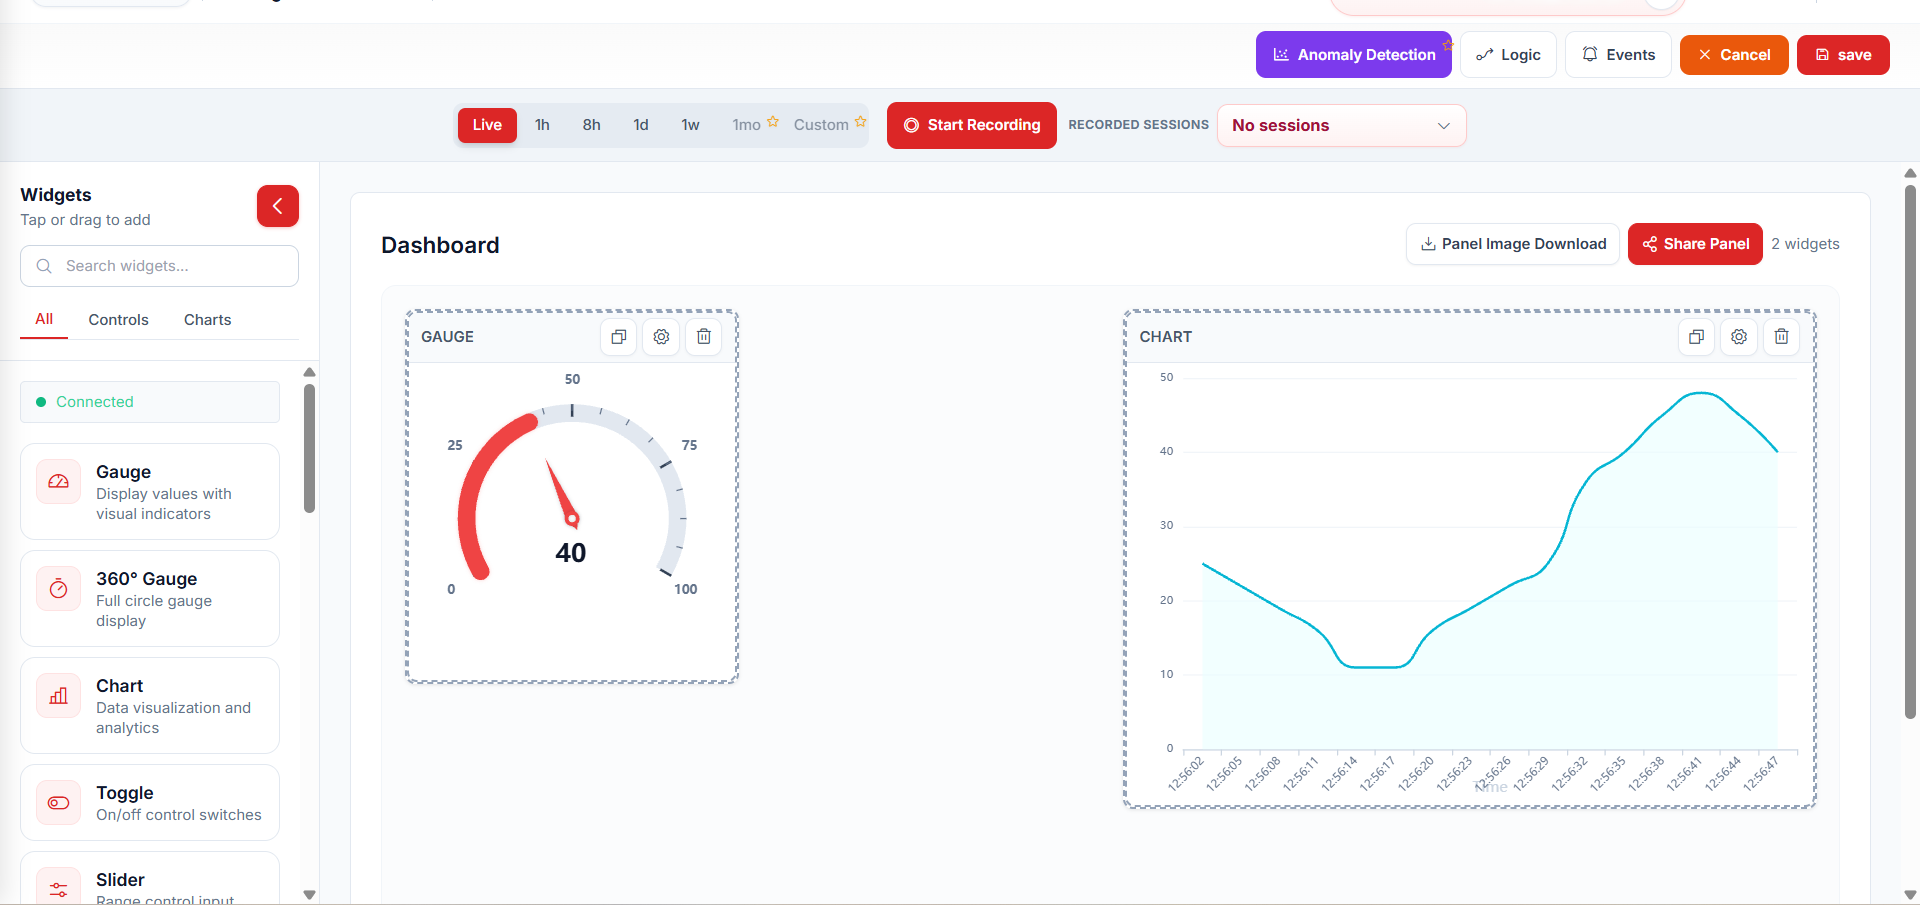 Anomaly Detection
Logic
Events
Cancel
save
Live
1h
8h
1d
1w
1mo
Custom
Start Recording
RECORDED SESSIONS
No sessions
Widgets
Tap or drag to add
Search widgets...
All
Controls
Charts
Connected
Gauge
Display values with
visual indicators
360° Gauge
Full circle gauge
display
Chart
Data visualization and
analytics
Toggle
On/off control switches
Slider
Range control input
Dashboard
Panel Image Download
Share Panel
2 widgets
GAUGE
50
25
75
40
0
100
CHART
50
40
30
20
10
0
12:56:02
12:56:05
12:56:08
12:56:11
12:56:14
12:56:17
12:56:20
12:56:23
12:56:26
12:56:29
12:56:32
12:56:35
12:56:38
12:56:41
12:56:44
12:56:47
Time